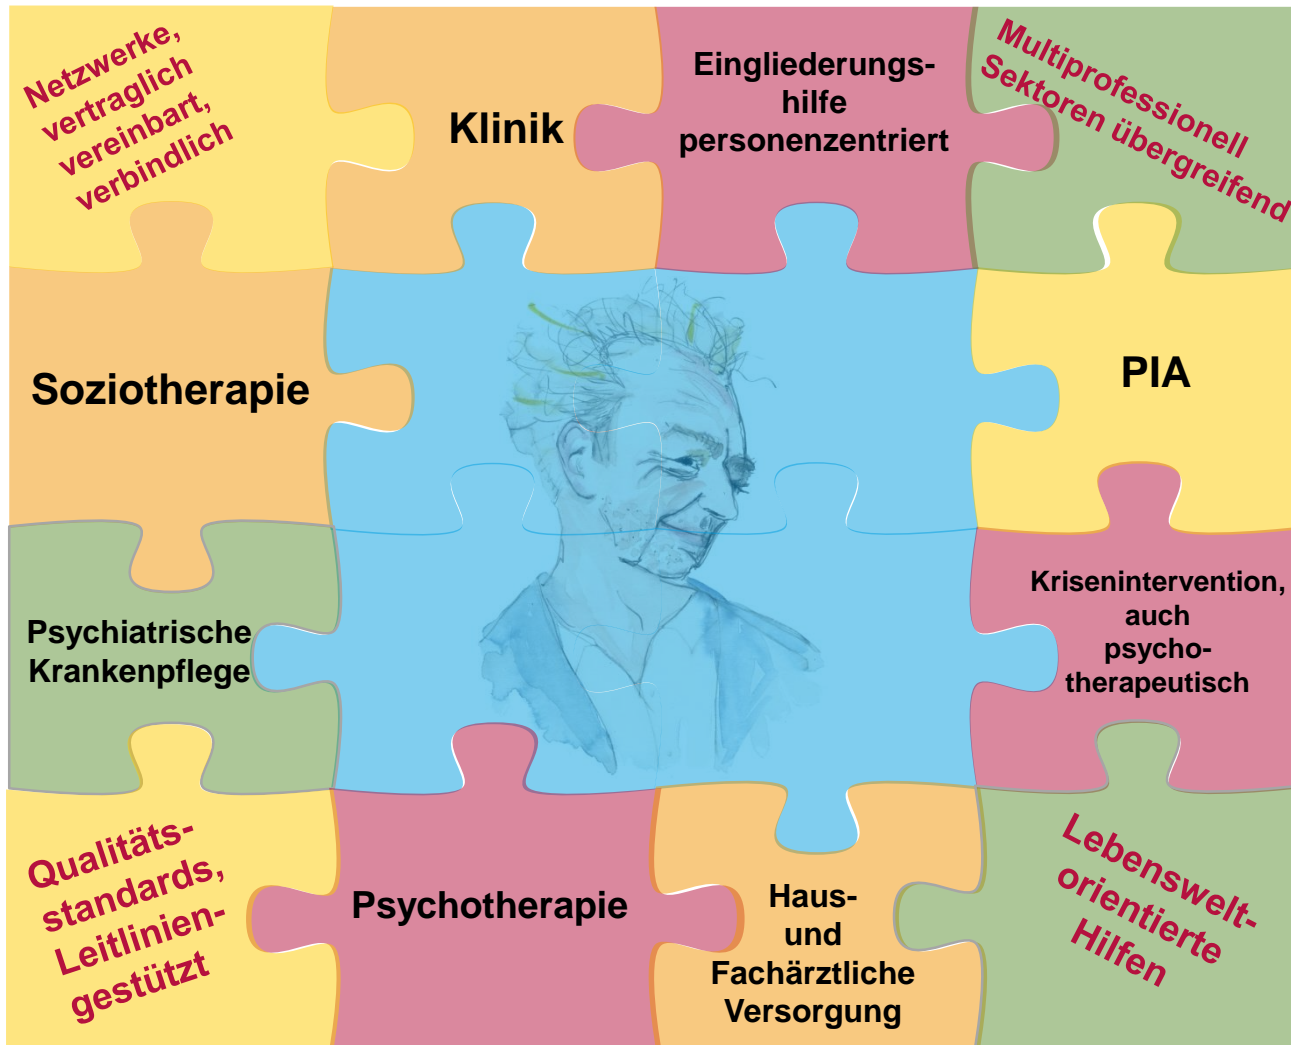 Netzwerke,
vertraglich
vereinbart,
verbindlich
Klinik
Eingliederungs-
hilfe
personenzentriert
Multiprofessionell
Sektoren übergreifend
Soziotherapie
PIA
Psychiatrische
Krankenpflege
Krisenintervention,
auch
psycho-
therapeutisch
Qualitäts-
standards,
Leitlinien-
gestützt
Psychotherapie
Haus-
und
Fachärztliche
Versorgung
Lebenswelt-
orientierte
Hilfen